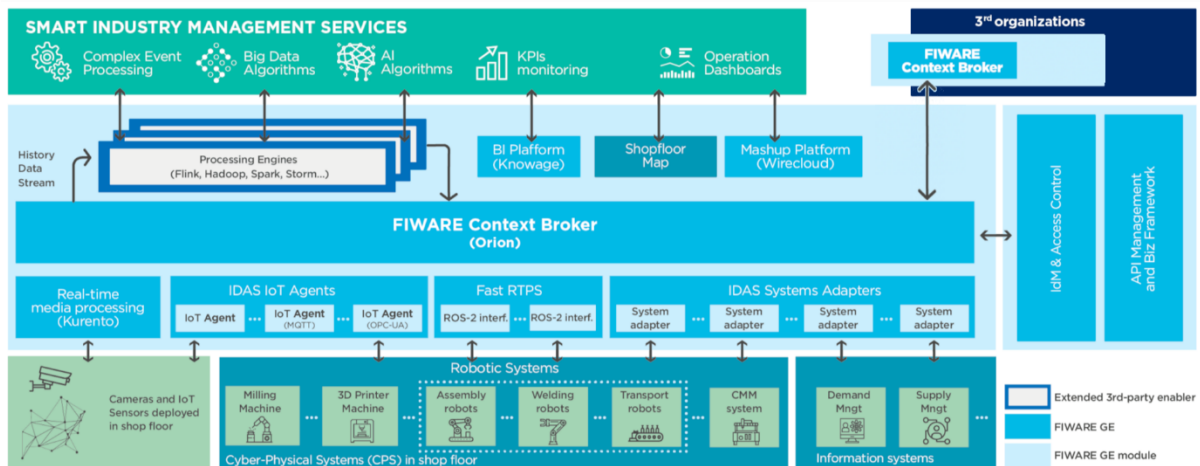 SMART INDUSTRY MANAGEMENT SERVICES
Complex Event
Processing
Big Data
Algorithms
AI
Algorithms
KPIs
monitoring
Operation
Dashboards
3rd organizations
FIWARE
Context Broker
History
Data
Stream
Processing Engines
(Flink, Hadoop, Spark, Storm...)
BI Plafform
(Knowage)
Shopfloor
Map
Mashup Platform
(Wirecloud)
FIWARE Context Broker
(Orion)
IdM & Access Control
API Management
and Biz Framework
Real-time
media processing
(Kurento)
IDAS IoT Agents
IoT Agent
...
IoT Agent
(MQTT)
...
IoT Agent
(OPC-UA)
Fast RTPS
ROS-2 interf.
...
ROS-2 interf.
IDAS Systems Adapters
System
adapter
...
System
adapter
...
System
adapter
...
System
adapter
Cameras and IoT
Sensors deployed
in shop floor
Robotic Systems
Milling
Machine
...
3D Printer
Machine
...
Assembly
robots
Welding
robots
Transport
robots
...
CMM
system
Cyber-Physical Systems (CPS) in shop floor
Demand
Mngt
Supply
Mngt
...
Information systems
Extended 3rd-party enabler
FIWARE GE
FIWARE GE module